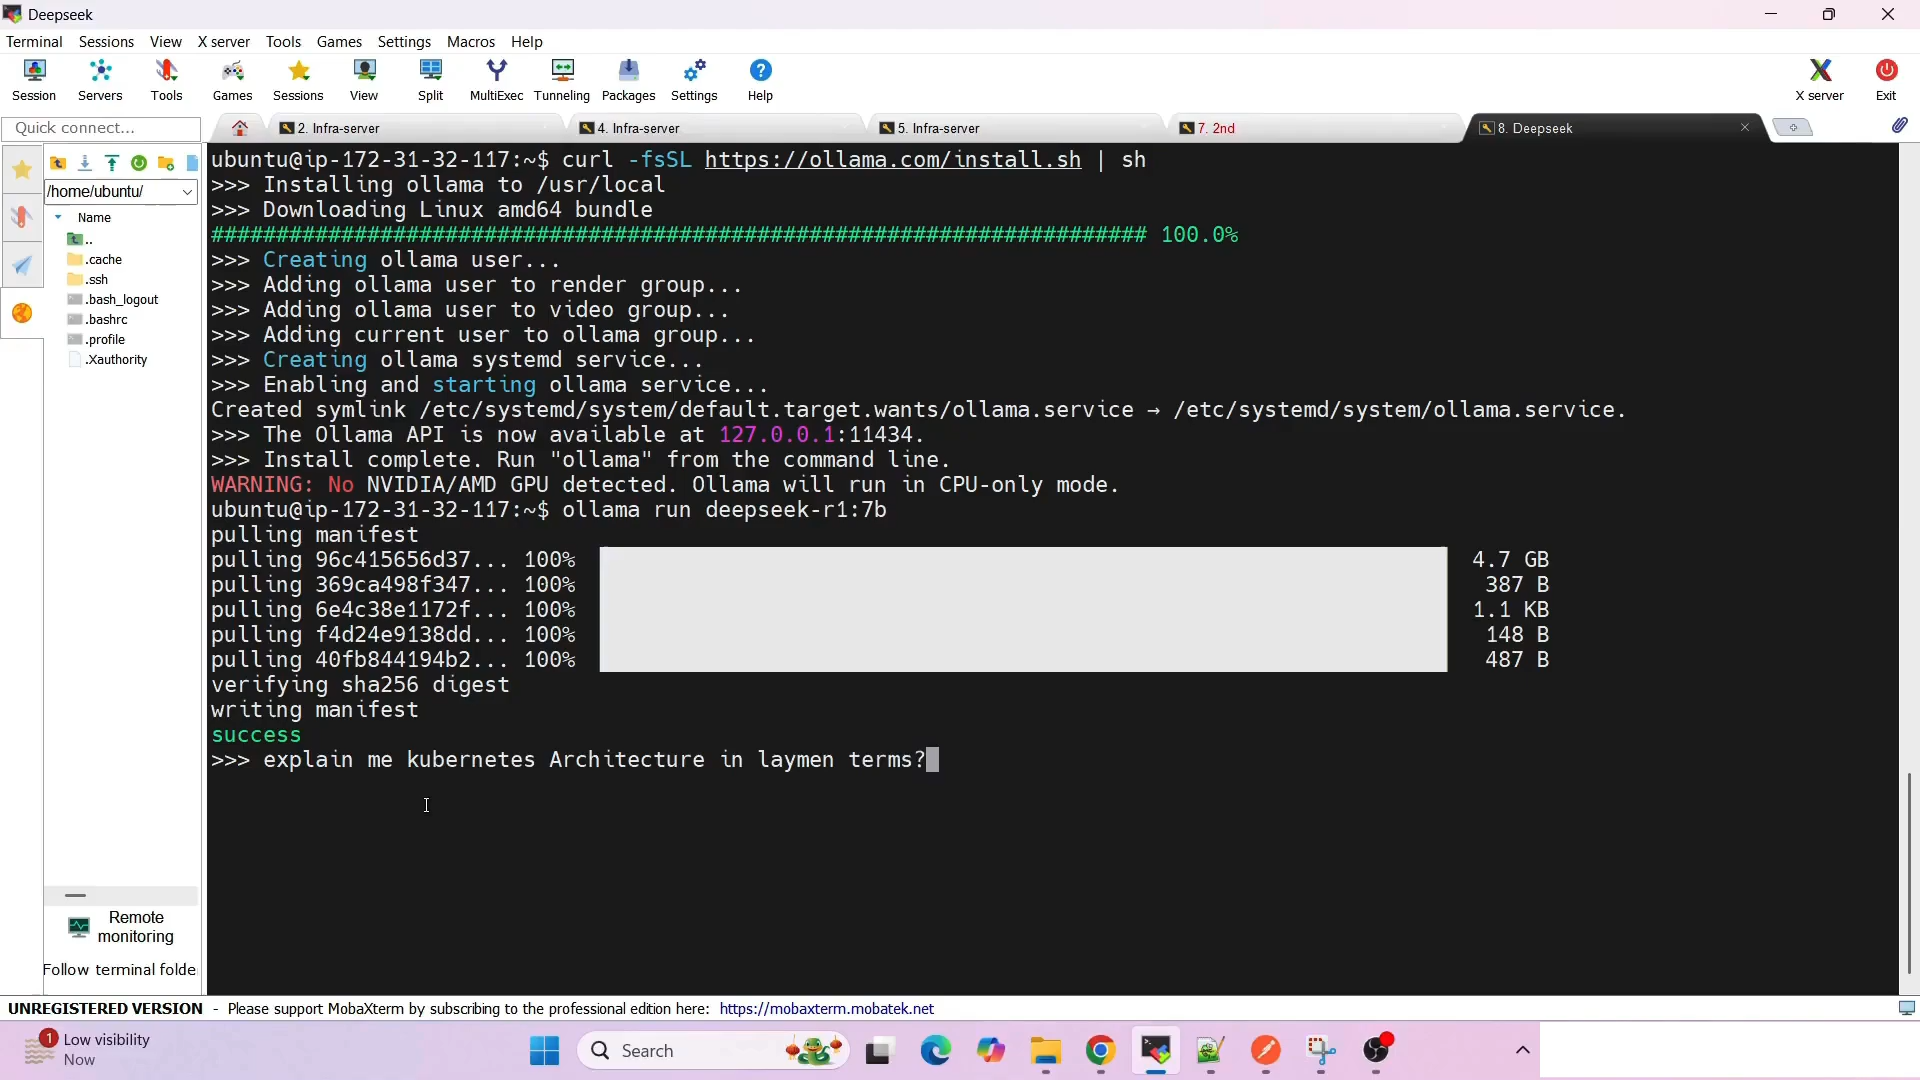 Deepseek
Terminal Sessions View X server Tools Games Settings Macros Help
Session Servers Tools Games Sessions View Split MultiExec Tunneling Packages Settings Help X server Exit
Quick connect... 2. Infra-server 4. Infra-server 5. Infra-server 7. 2nd 8. Deepseek
/home/ubuntu/
Name
..
.cache
.ssh
.bash_logout
.bashrc
.profile
.Xauthority
Remote
monitoring
Follow terminal folde
ubuntu@ip-172-31-32-117:~$ curl -fsSL https://ollama.com/install.sh | sh
>>> Installing ollama to /usr/local
>>> Downloading Linux amd64 bundle
######################################################################## 100.0%
>>> Creating ollama user...
>>> Adding ollama user to render group...
>>> Adding ollama user to video group...
>>> Adding current user to ollama group...
>>> Creating ollama systemd service...
>>> Enabling and starting ollama service...
Created symlink /etc/systemd/system/default.target.wants/ollama.service → /etc/systemd/system/ollama.service.
>>> The Ollama API is now available at 127.0.0.1:11434.
>>> Install complete. Run "ollama" from the command line.
WARNING: No NVIDIA/AMD GPU detected. Ollama will run in CPU-only mode.
ubuntu@ip-172-31-32-117:~$ ollama run deepseek-r1:7b
pulling manifest
pulling 96c415656d37... 100% 4.7 GB
pulling 369ca498f347... 100% 387 B
pulling 6e4c38e1172f... 100% 1.1 KB
pulling f4d24e9138dd... 100% 148 B
pulling 40fb844194b2... 100% 487 B
verifying sha256 digest
writing manifest
success
>>> explain me kubernetes Architecture in laymen terms?
UNREGISTERED VERSION - Please support MobaXterm by subscribing to the professional edition here: https://mobaxterm.mobatek.net
1 Low visibility
Now
Search